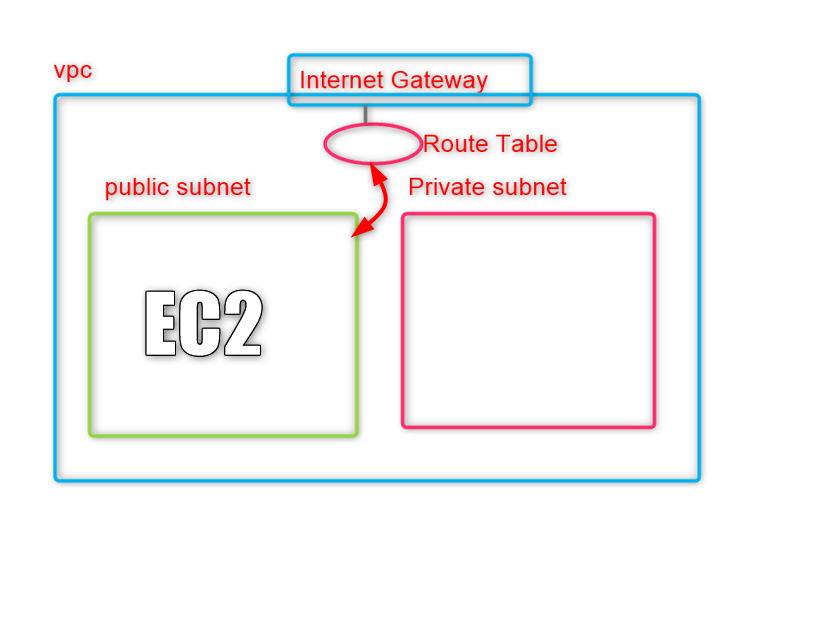 vpc
Internet Gateway
Route Table
public subnet
Private subnet
EC2